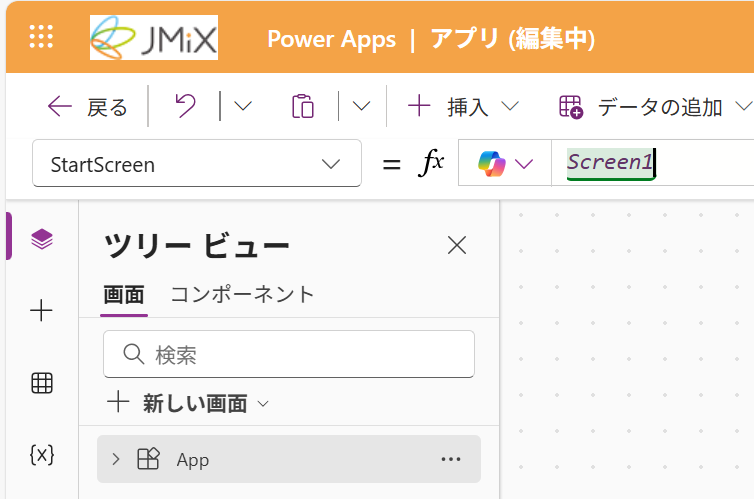 JMiX Power Apps | アプリ (編集中)
戻る 挿入 データの追加
StartScreen = fx Screen1
ツリー ビュー
画面 コンポーネント
検索
新しい画面
App ...
{x}